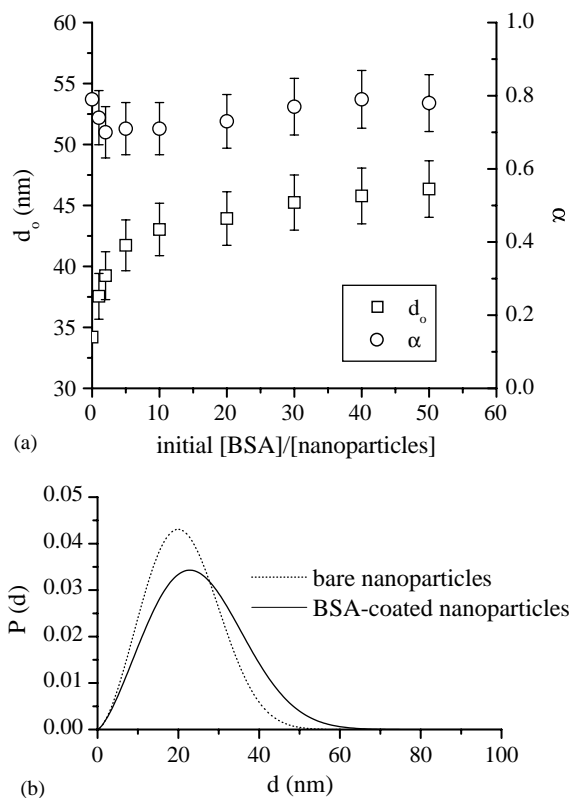 60
55
50
45
40
35
30
d₀ (nm)
1.0
0.8
0.6
0.4
0.2
0.0
α
d₀
α
0 10 20 30 40 50 60
(a)
initial [BSA]/[nanoparticles]
0.05
0.04
0.03
0.02
0.01
0.00
P (d)
bare nanoparticles
BSA-coated nanoparticles
0 20 40 60 80 100
(b)
d (nm)